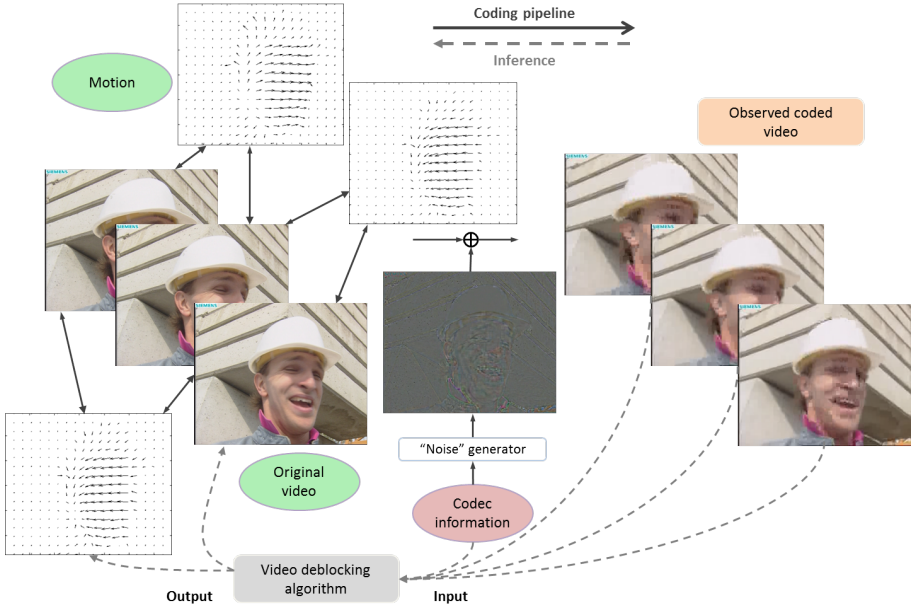 Coding pipeline
Inference
Motion
Observed coded
video
SIEMENS
SIEMENS
SIEMENS
SIEMENS
SIEMENS
SIEMENS
"Noise" generator
Original
video
Codec
information
Video deblocking
algorithm
Output
Input